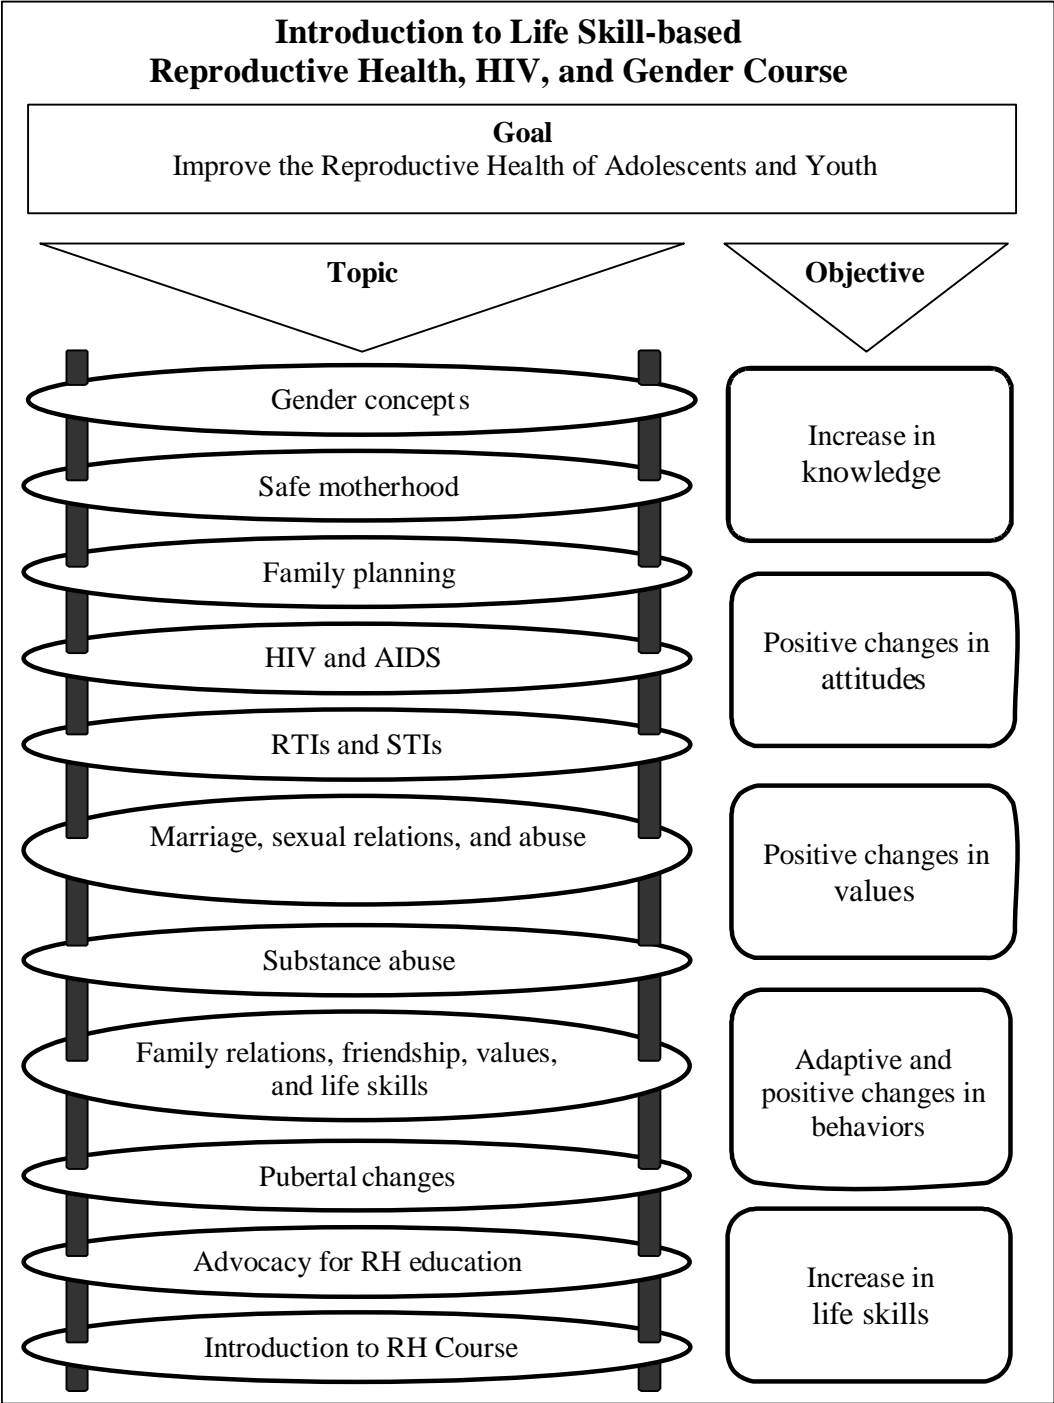 Introduction to Life Skill-based
Reproductive Health, HIV, and Gender Course
Goal
Improve the Reproductive Health of Adolescents and Youth
Topic
Gender concepts
Safe motherhood
Family planning
HIV and AIDS
RTIs and STIs
Marriage, sexual relations, and abuse
Substance abuse
Family relations, friendship, values,
and life skills
Pubertal changes
Advocacy for RH education
Introduction to RH Course
Objective
Increase in
knowledge
Positive changes in
attitudes
Positive changes in
values
Adaptive and
positive changes in
behaviors
Increase in
life skills